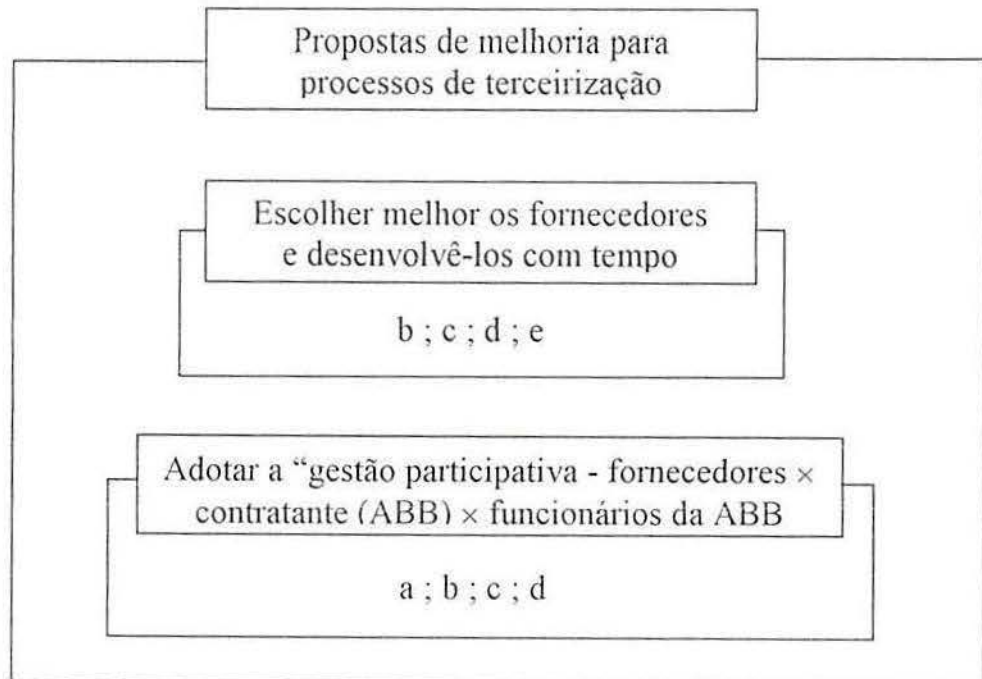 Propostas de melhoria para
processos de terceirização
Escolher melhor os fornecedores
e desenvolvê-los com tempo
b ; c ; d ; e
Adotar a “gestão participativa - fornecedores ×
contratante (ABB) × funcionários da ABB
a ; b ; c ; d